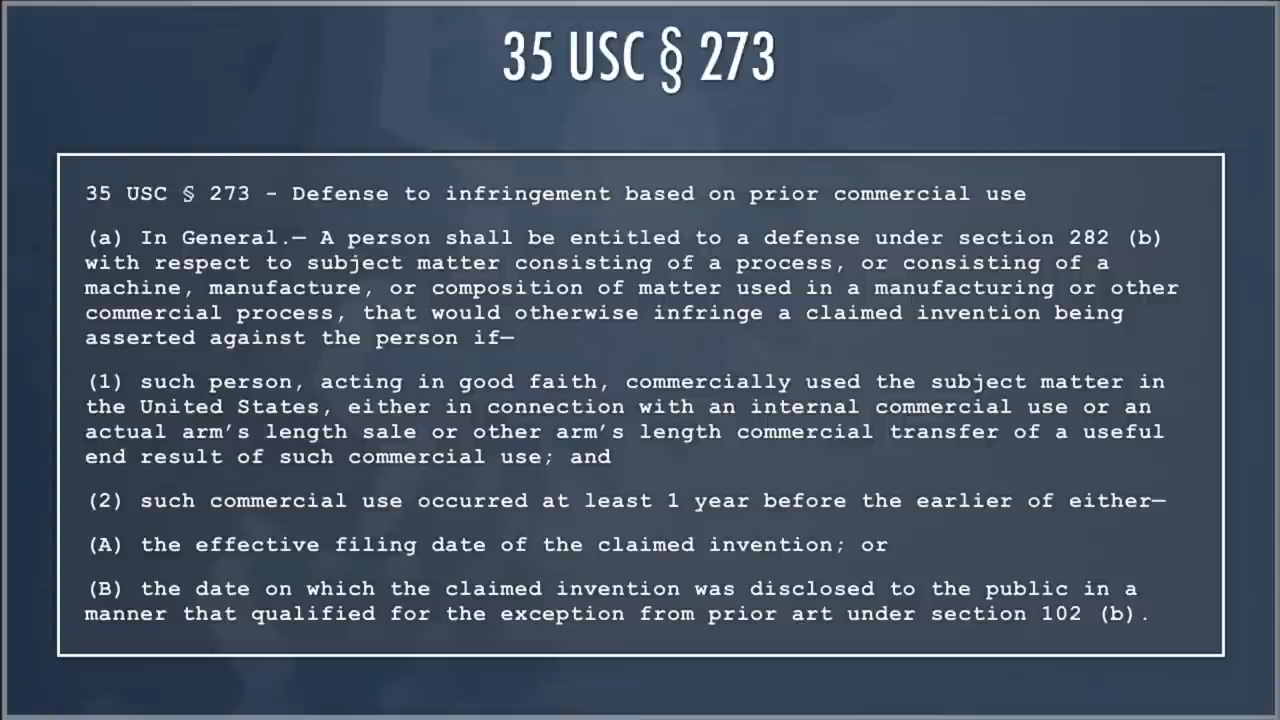 35 USC § 273
35 USC § 273 - Defense to infringement based on prior commercial use
(a) In General.— A person shall be entitled to a defense under section 282 (b)
with respect to subject matter consisting of a process, or consisting of a
machine, manufacture, or composition of matter used in a manufacturing or other
commercial process, that would otherwise infringe a claimed invention being
asserted against the person if—
(1) such person, acting in good faith, commercially used the subject matter in
the United States, either in connection with an internal commercial use or an
actual arm’s length sale or other arm’s length commercial transfer of a useful
end result of such commercial use; and
(2) such commercial use occurred at least 1 year before the earlier of either—
(A) the effective filing date of the claimed invention; or
(B) the date on which the claimed invention was disclosed to the public in a
manner that qualified for the exception from prior art under section 102 (b).